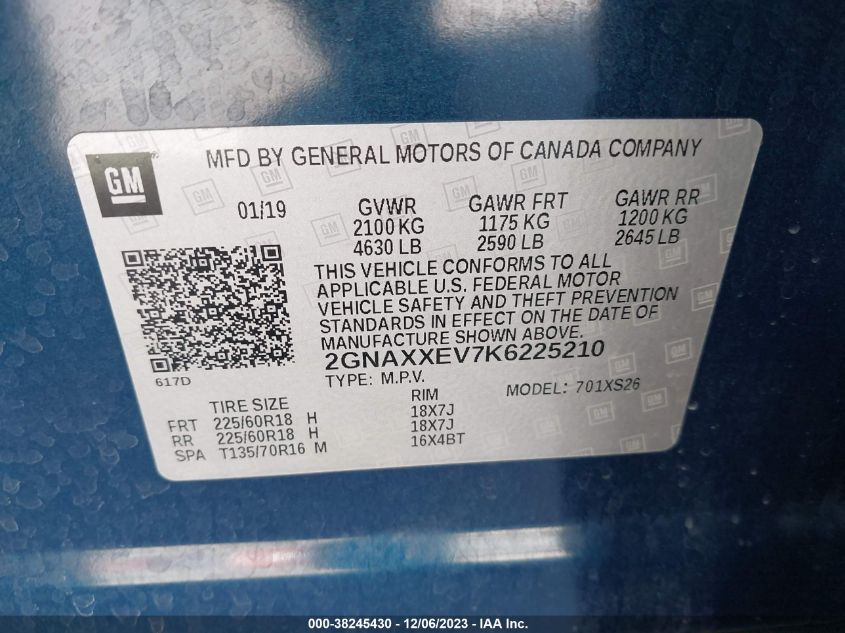 GM
®
MFD BY GENERAL MOTORS OF CANADA COMPANY
01/19
GVWR
2100 KG
4630 LB
GAWR FRT
1175 KG
2590 LB
GAWR RR
1200 KG
2645 LB
THIS VEHICLE CONFORMS TO ALL
APPLICABLE U.S. FEDERAL MOTOR
VEHICLE SAFETY AND THEFT PREVENTION
STANDARDS IN EFFECT ON THE DATE OF
MANUFACTURE SHOWN ABOVE.
2GNAXXEV7K6225210
617D
TYPE: M.P.V.
MODEL: 701XS26
TIRE SIZE RIM
FRT 225/60R18 H 18X7J
RR 225/60R18 H 18X7J
SPA T135/70R16 M 16X4BT
000-38245430 - 12/06/2023 - IAA Inc.